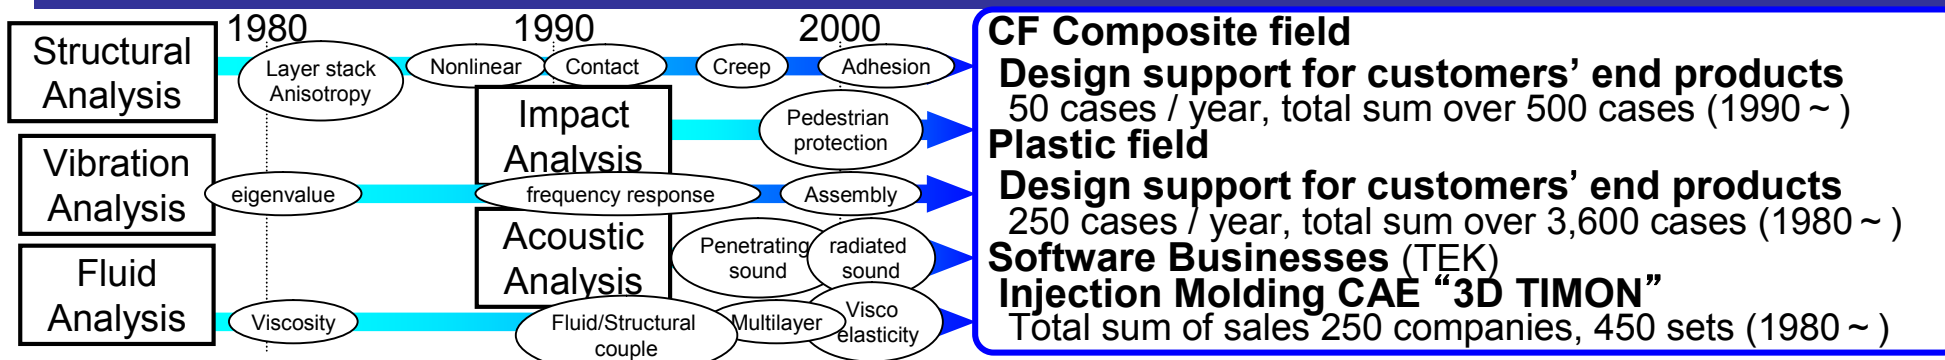 1980
1990
2000
Structural
Analysis
Layer stack
Anisotropy
Nonlinear
Contact
Creep
Adhesion
Impact
Analysis
Pedestrian
protection
Vibration
Analysis
eigenvalue
frequency response
Assembly
Acoustic
Analysis
Penetrating
sound
radiated
sound
Fluid
Analysis
Viscosity
Fluid/Structural
couple
Multilayer
Visco
elasticity
CF Composite field
Design support for customers’ end products
50 cases / year, total sum over 500 cases (1990～)
Plastic field
Design support for customers’ end products
250 cases / year, total sum over 3,600 cases (1980～)
Software Businesses (TEK)
Injection Molding CAE “3D TIMON”
Total sum of sales 250 companies, 450 sets (1980～)